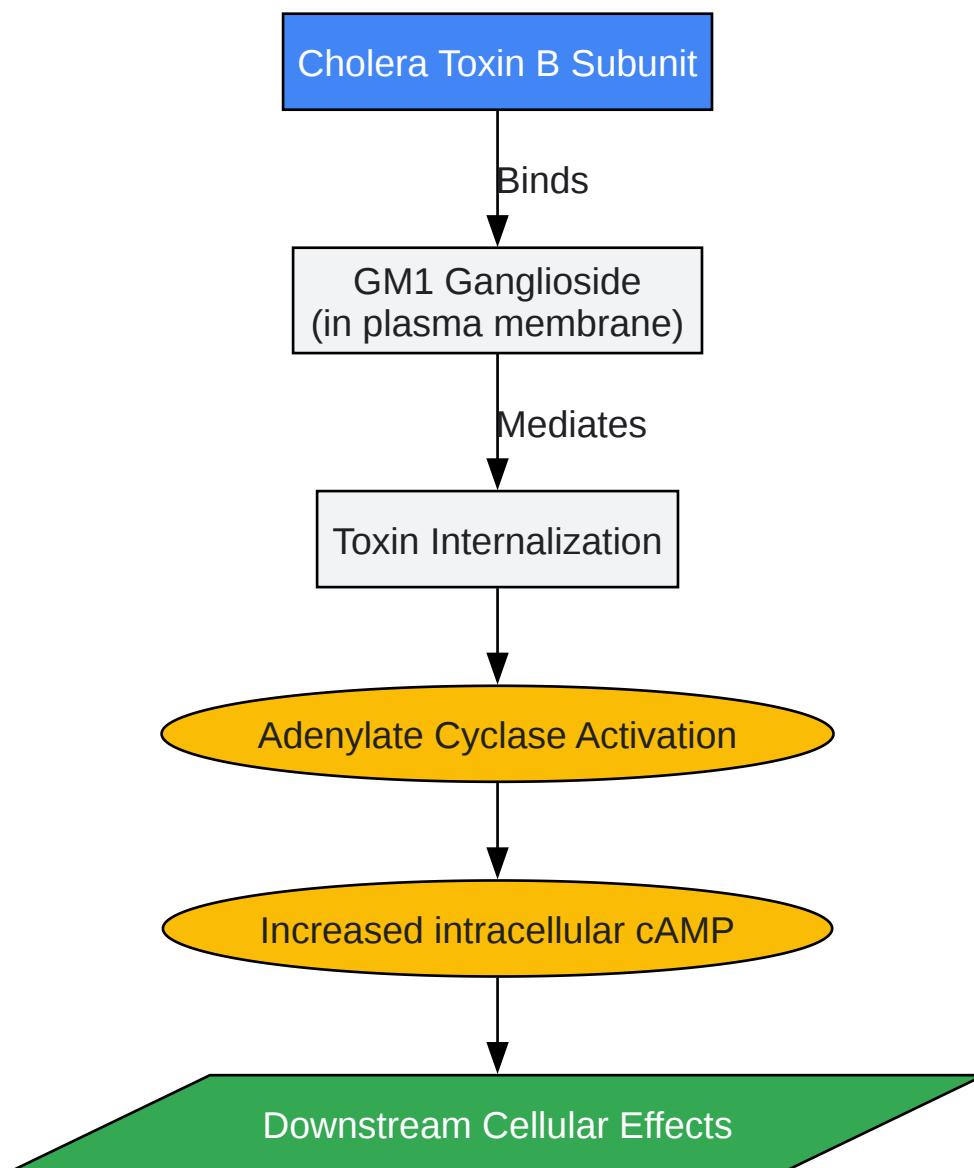 Cholera Toxin B Subunit
Binds
GM1 Ganglioside
(in plasma membrane)
Mediates
Toxin Internalization
Adenylate Cyclase Activation
Increased intracellular cAMP
Downstream Cellular Effects